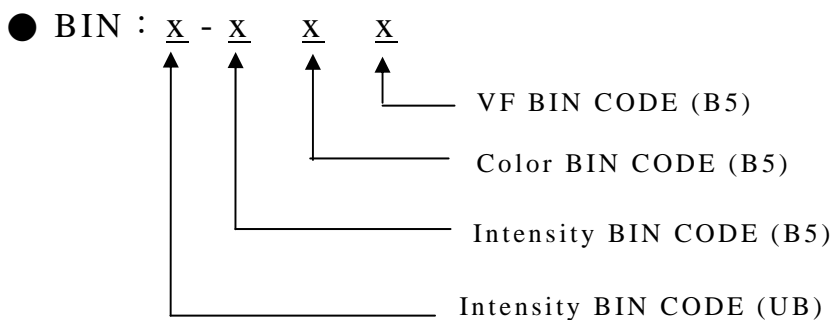 ● BIN：x - x x x
VF BIN CODE (B5)
Color BIN CODE (B5)
Intensity BIN CODE (B5)
Intensity BIN CODE (UB)